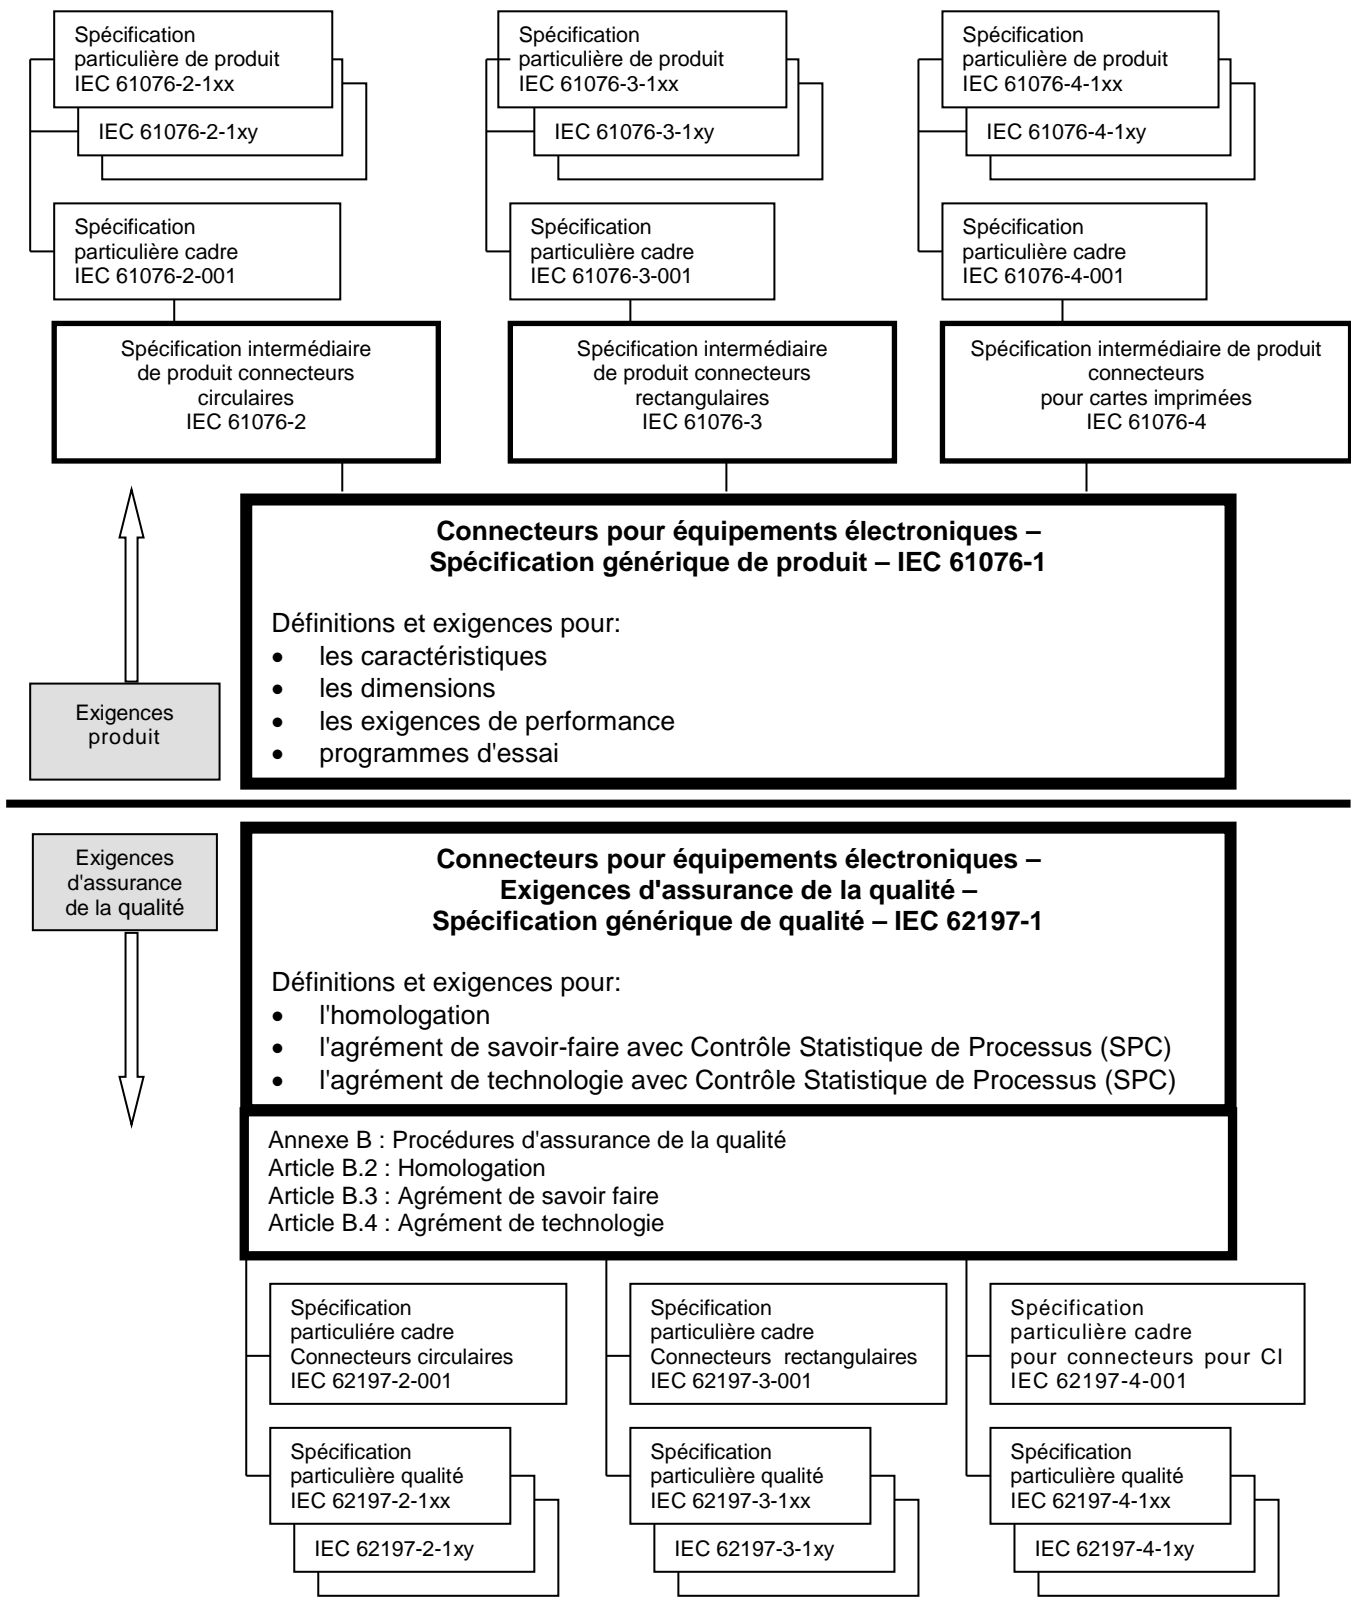 Spécification
particulière de produit
IEC 61076-2-1xx
IEC 61076-2-1xy
Spécification
particulière de produit
IEC 61076-3-1xx
IEC 61076-3-1xy
Spécification
particulière de produit
IEC 61076-4-1xx
IEC 61076-4-1xy
Spécification
particulière cadre
IEC 61076-2-001
Spécification
particulière cadre
IEC 61076-3-001
Spécification
particulière cadre
IEC 61076-4-001
Spécification intermédiaire
de produit connecteurs
circulaires
IEC 61076-2
Spécification intermédiaire
de produit connecteurs
rectangulaires
IEC 61076-3
Spécification intermédiaire de produit
connecteurs
pour cartes imprimées
IEC 61076-4
Exigences
produit
Connecteurs pour équipements électroniques –
Spécification générique de produit – IEC 61076-1
Définitions et exigences pour:
• les caractéristiques
• les dimensions
• les exigences de performance
• programmes d'essai
Exigences
d'assurance
de la qualité
Connecteurs pour équipements électroniques –
Exigences d'assurance de la qualité –
Spécification générique de qualité – IEC 62197-1
Définitions et exigences pour:
• l'homologation
• l'agrément de savoir-faire avec Contrôle Statistique de Processus (SPC)
• l'agrément de technologie avec Contrôle Statistique de Processus (SPC)
Annexe B : Procédures d'assurance de la qualité
Article B.2 : Homologation
Article B.3 : Agrément de savoir faire
Article B.4 : Agrément de technologie
Spécification
particuliére cadre
Connecteurs circulaires
IEC 62197-2-001
Spécification
particulière cadre
Connecteurs rectangulaires
IEC 62197-3-001
Spécification
particulière cadre
pour connecteurs pour CI
IEC 62197-4-001
Spécification
particulière qualité
IEC 62197-2-1xx
IEC 62197-2-1xy
Spécification
particulière qualité
IEC 62197-3-1xx
IEC 62197-3-1xy
Spécification
particulière qualité
IEC 62197-4-1xx
IEC 62197-4-1xy